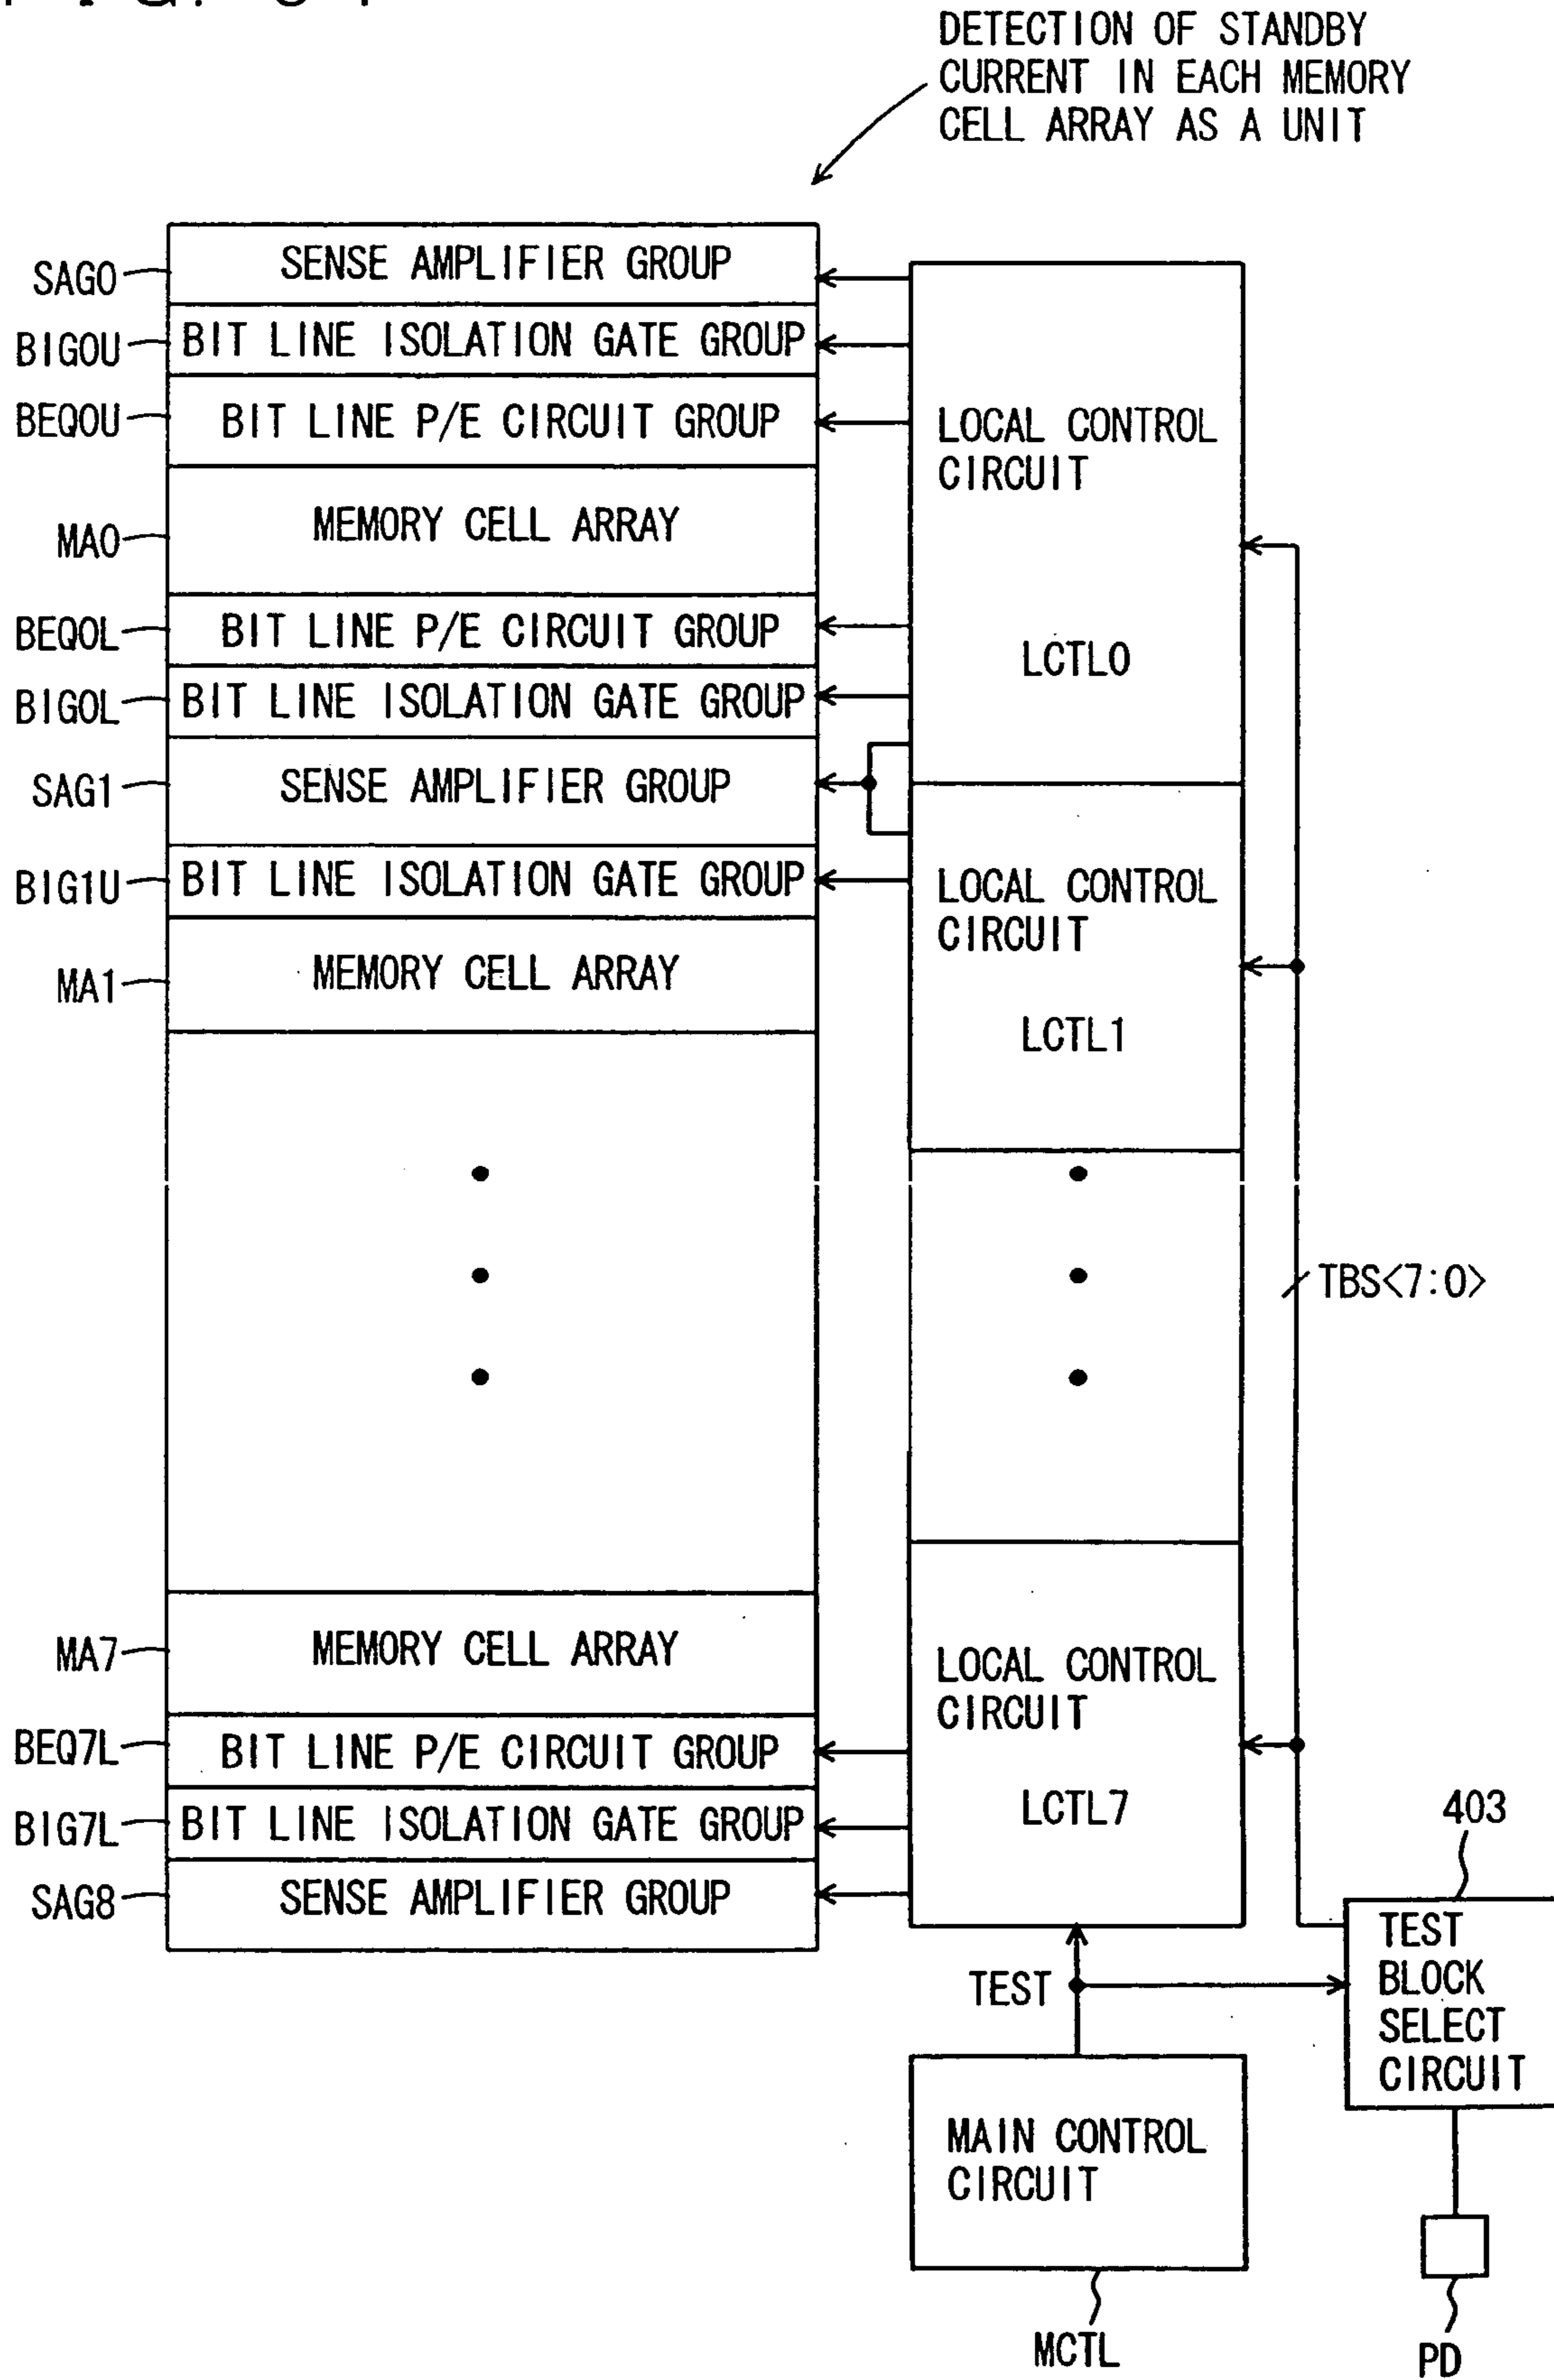 DETECTION OF STANDBY
CURRENT IN EACH MEMORY
CELL ARRAY AS A UNIT
SAG0
SENSE AMPLIFIER GROUP
BIG0U
BIT LINE ISOLATION GATE GROUP
BEQ0U
BIT LINE P/E CIRCUIT GROUP
LOCAL CONTROL
CIRCUIT
MA0
MEMORY CELL ARRAY
BEQ0L
BIT LINE P/E CIRCUIT GROUP
LCTL0
BIG0L
BIT LINE ISOLATION GATE GROUP
SAG1
SENSE AMPLIFIER GROUP
BIG1U
BIT LINE ISOLATION GATE GROUP
LOCAL CONTROL
CIRCUIT
MA1
MEMORY CELL ARRAY
LCTL1
TBS<7:0>
MA7
MEMORY CELL ARRAY
LOCAL CONTROL
CIRCUIT
BEQ7L
BIT LINE P/E CIRCUIT GROUP
LCTL7
403
BIG7L
BIT LINE ISOLATION GATE GROUP
SAG8
SENSE AMPLIFIER GROUP
TEST
BLOCK
SELECT
CIRCUIT
TEST
MAIN CONTROL
CIRCUIT
MCTL
PD